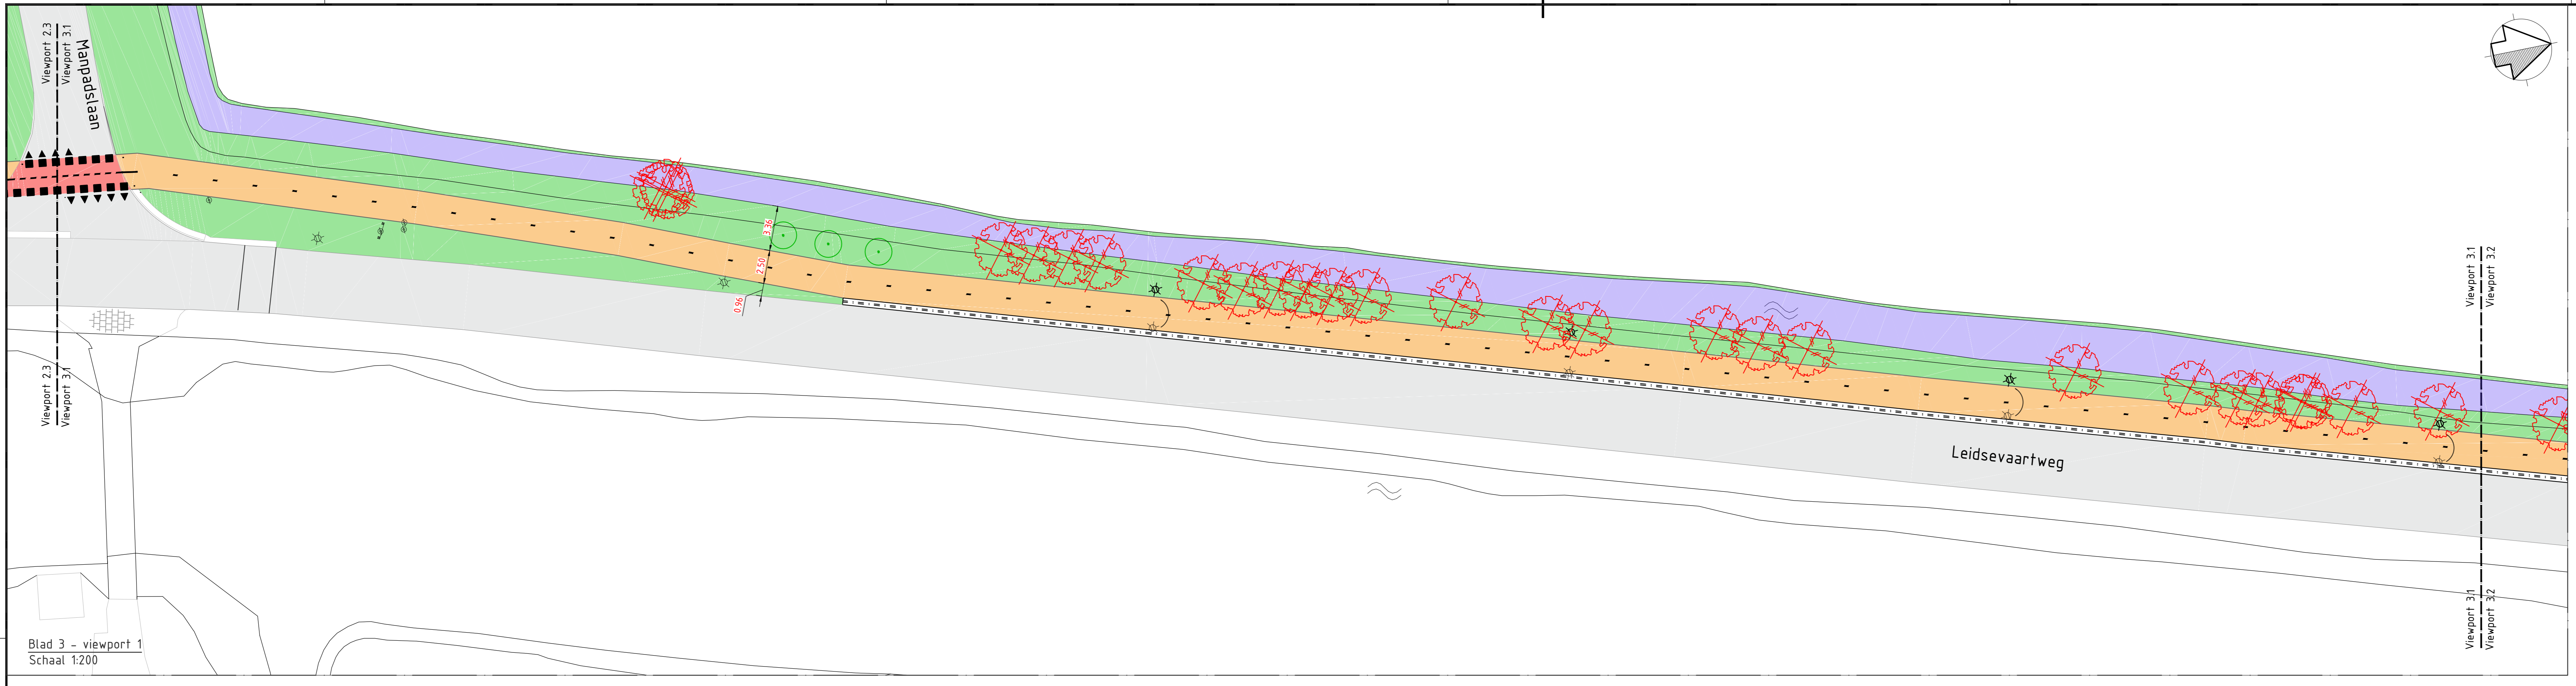 Viewport 2.3
Viewport 3.1
Manpadslaan
3.36
2.50
0.96
Viewport 3.1
Viewport 3.2
Viewport 2.3
Viewport 3.1
Leidsevaartweg
Viewport 3.1
Viewport 3.2
Blad 3 - viewport 1
Schaal 1:200